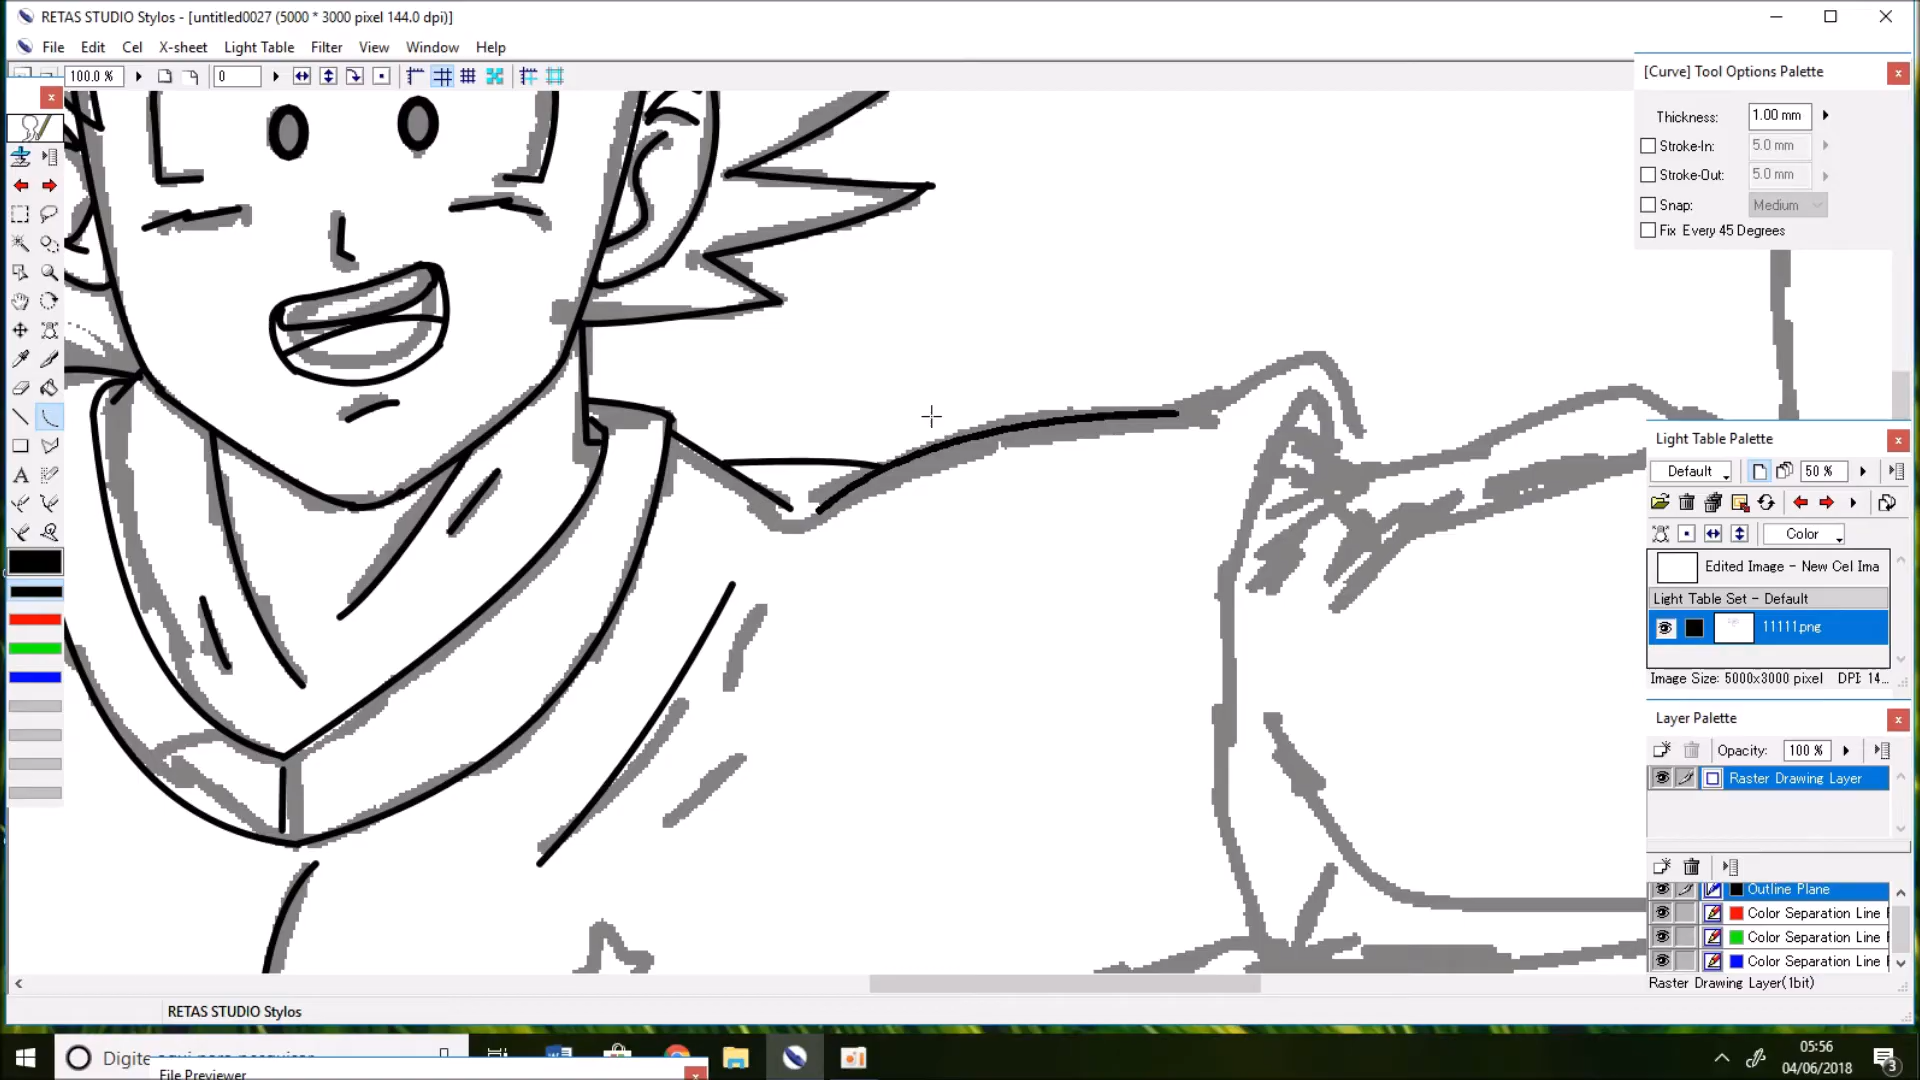 RETAS STUDIO Stylos - [untitled0027 (5000 * 3000 pixel 144.0 dpi)]
File Edit Cel X-sheet Light Table Filter View Window Help
100.0 % 0
[Curve] Tool Options Palette
Thickness: 1.00 mm
Stroke-In: 5.0 mm
Stroke-Out: 5.0 mm
Snap: Medium
Fix Every 45 Degrees
Light Table Palette
Default 50 %
Color
Edited Image - New Cel Ima
Light Table Set - Default
11111.png
Image Size: 5000x3000 pixel DPI: 14...
Layer Palette
Opacity: 100 %
Raster Drawing Layer
Outline Plane
Color Separation Line
Color Separation Line
Color Separation Line
Raster Drawing Layer(1bit)
RETAS STUDIO Stylos
Digite aqui para pesquisar
File Previewer
05:56
04/06/2018
3